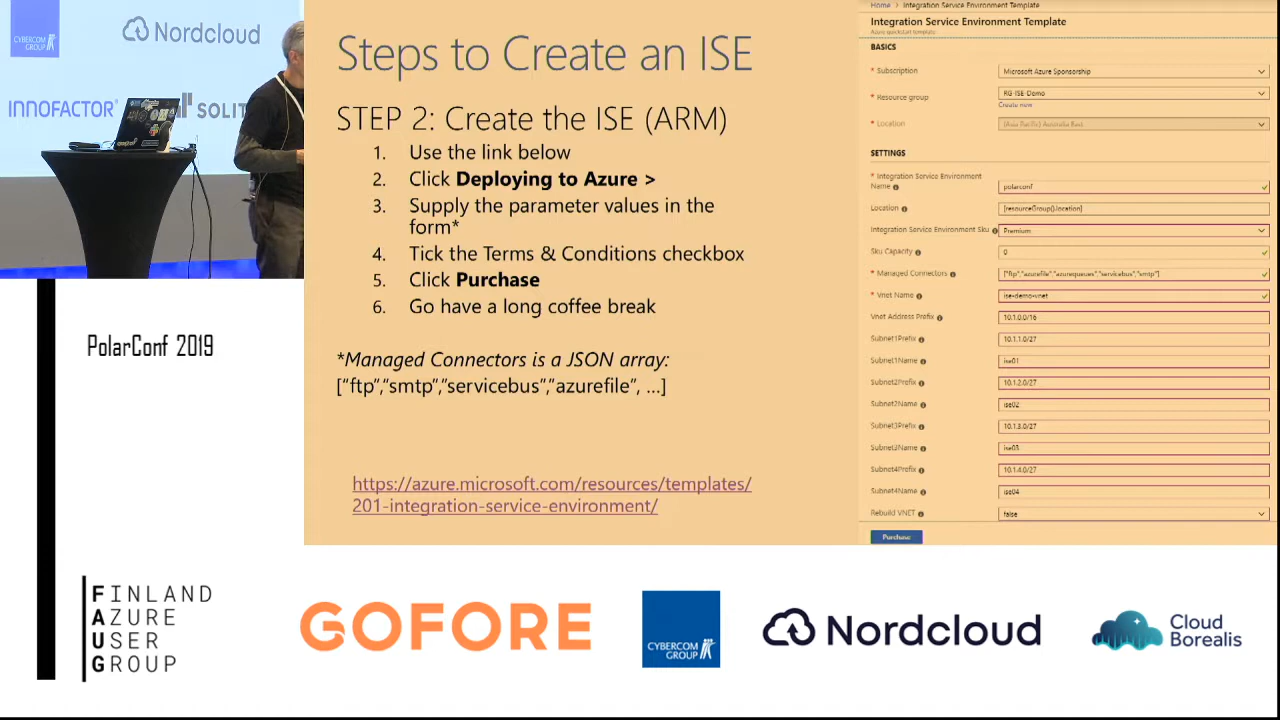 CYBERCOM
GROUP
Nordcloud
INNOFACTOR
SOLIT
PolarConf 2019
Steps to Create an ISE
STEP 2: Create the ISE (ARM)
1. Use the link below
2. Click Deploying to Azure >
3. Supply the parameter values in the
form*
4. Tick the Terms & Conditions checkbox
5. Click Purchase
6. Go have a long coffee break
*Managed Connectors is a JSON array:
["ftp","smtp","servicebus","azurefile", ...]
https://azure.microsoft.com/resources/templates/
201-integration-service-environment/
Home > Integration Service Environment Template
Integration Service Environment Template
Azure quickstart template
BASICS
* Subscription Microsoft Azure Sponsorship
* Resource group RG-ISE-Demo
Create new
* Location (Asia Pacific) Australia East
SETTINGS
* Integration Service Environment
Name polarconf
Location [resourceGroup().location]
Integration Service Environment Sku Premium
Sku Capacity 0
* Managed Connectors ["ftp","azurefile","azurequeues","servicebus","smtp"]
* Vnet Name ise-demo-vnet
Vnet Address Prefix 10.1.0.0/16
Subnet1Prefix 10.1.1.0/27
Subnet1Name ise01
Subnet2Prefix 10.1.2.0/27
Subnet2Name ise02
Subnet3Prefix 10.1.3.0/27
Subnet3Name ise03
Subnet4Prefix 10.1.4.0/27
Subnet4Name ise04
Rebuild VNET false
Purchase
FINLAND
AZURE
USER
GROUP
GOFORE
CYBERCOM
GROUP
Nordcloud
Cloud
Borealis